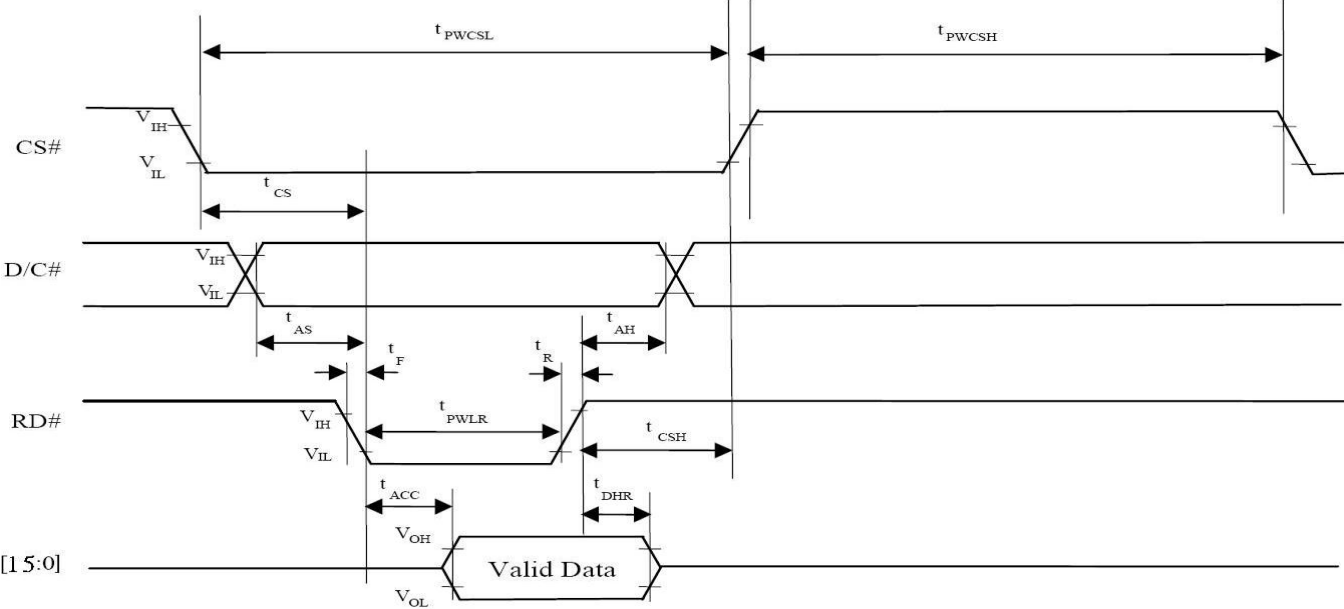 t PWCSL
t PWCSH
CS#
V IH
V IL
t CS
D/C#
V IH
V IL
t AS
t F
t R
t AH
RD#
V IH
V IL
t PWLR
t CSH
t ACC
t DHR
[15:0]
V OH
Valid Data
V OL